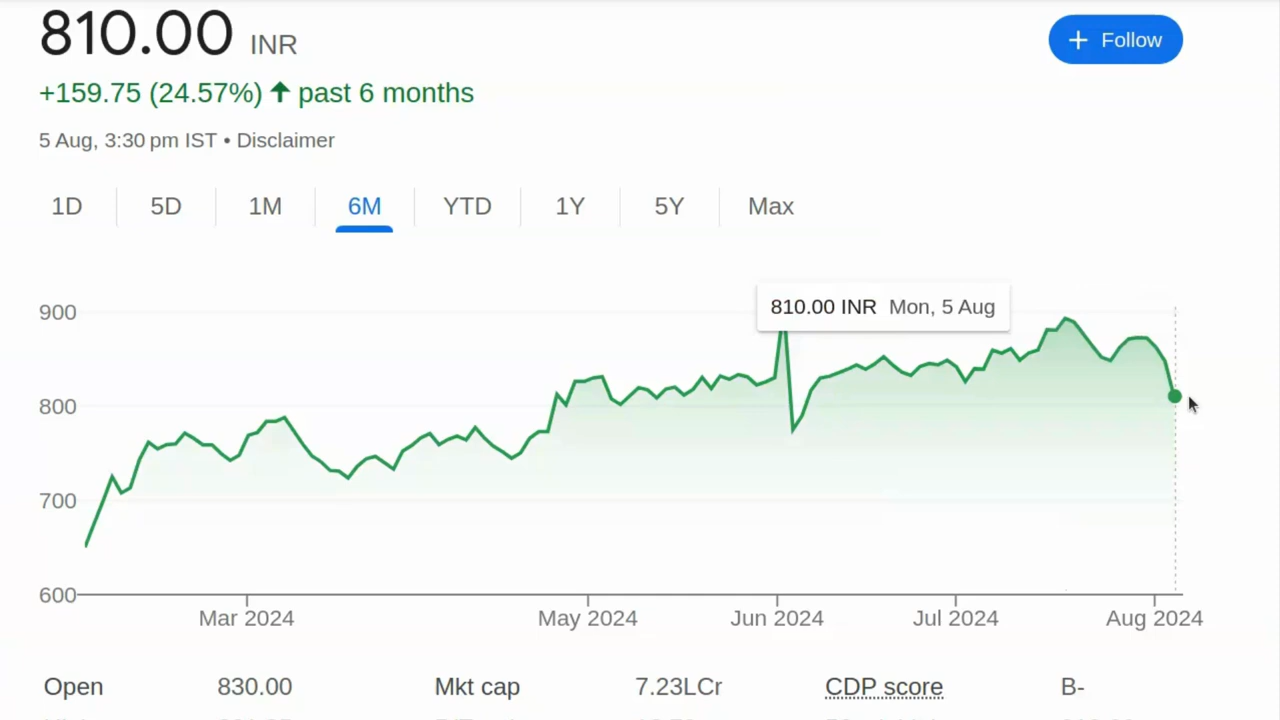 810.00 INR
+ Follow
+159.75 (24.57%) ↑ past 6 months
5 Aug, 3:30 pm IST • Disclaimer
1D 5D 1M 6M YTD 1Y 5Y Max
810.00 INR Mon, 5 Aug
900
800
700
600
Mar 2024 May 2024 Jun 2024 Jul 2024 Aug 2024
Open 830.00 Mkt cap 7.23LCr CDP score B-